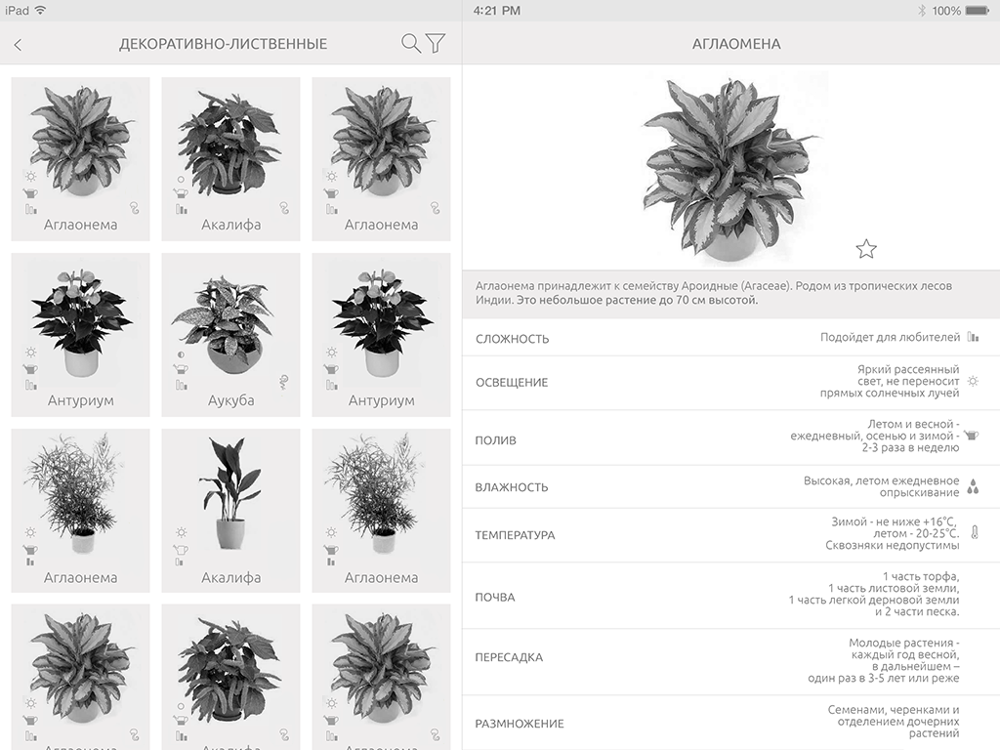 iPad
4:21 PM
100%
ДЕКОРАТИВНО-ЛИСТВЕННЫЕ
Аглаонема
Акалифа
Аглаонема
Антуриум
Аукуба
Антуриум
Аглаонема
Акалифа
Аглаонема
Аглаонема
Акалифа
Аглаонема
АГЛАОМЕНА
Аглаонема принадлежит к семейству Ароидные (Araceae). Родом из тропических лесов
Индии. Это небольшое растение до 70 см высотой.
СЛОЖНОСТЬ
Подойдет для любителей
ОСВЕЩЕНИЕ
Яркий рассеянный
свет, не переносит
прямых солнечных лучей
ПОЛИВ
Летом и весной -
ежедневный, осенью и зимой -
2-3 раза в неделю
ВЛАЖНОСТЬ
Высокая, летом ежедневное
опрыскивание
ТЕМПЕРАТУРА
Зимой - не ниже +16°C,
летом - 20-25°C.
Сквозняки недопустимы
ПОЧВА
1 часть торфа,
1 часть листовой земли,
1 часть легкой дерновой земли
и 2 части песка.
ПЕРЕСАДКА
Молодые растения -
каждый год весной,
в дальнейшем –
один раз в 3-5 лет или реже
РАЗМНОЖЕНИЕ
Семенами, черенками и
отделением дочерних
растений